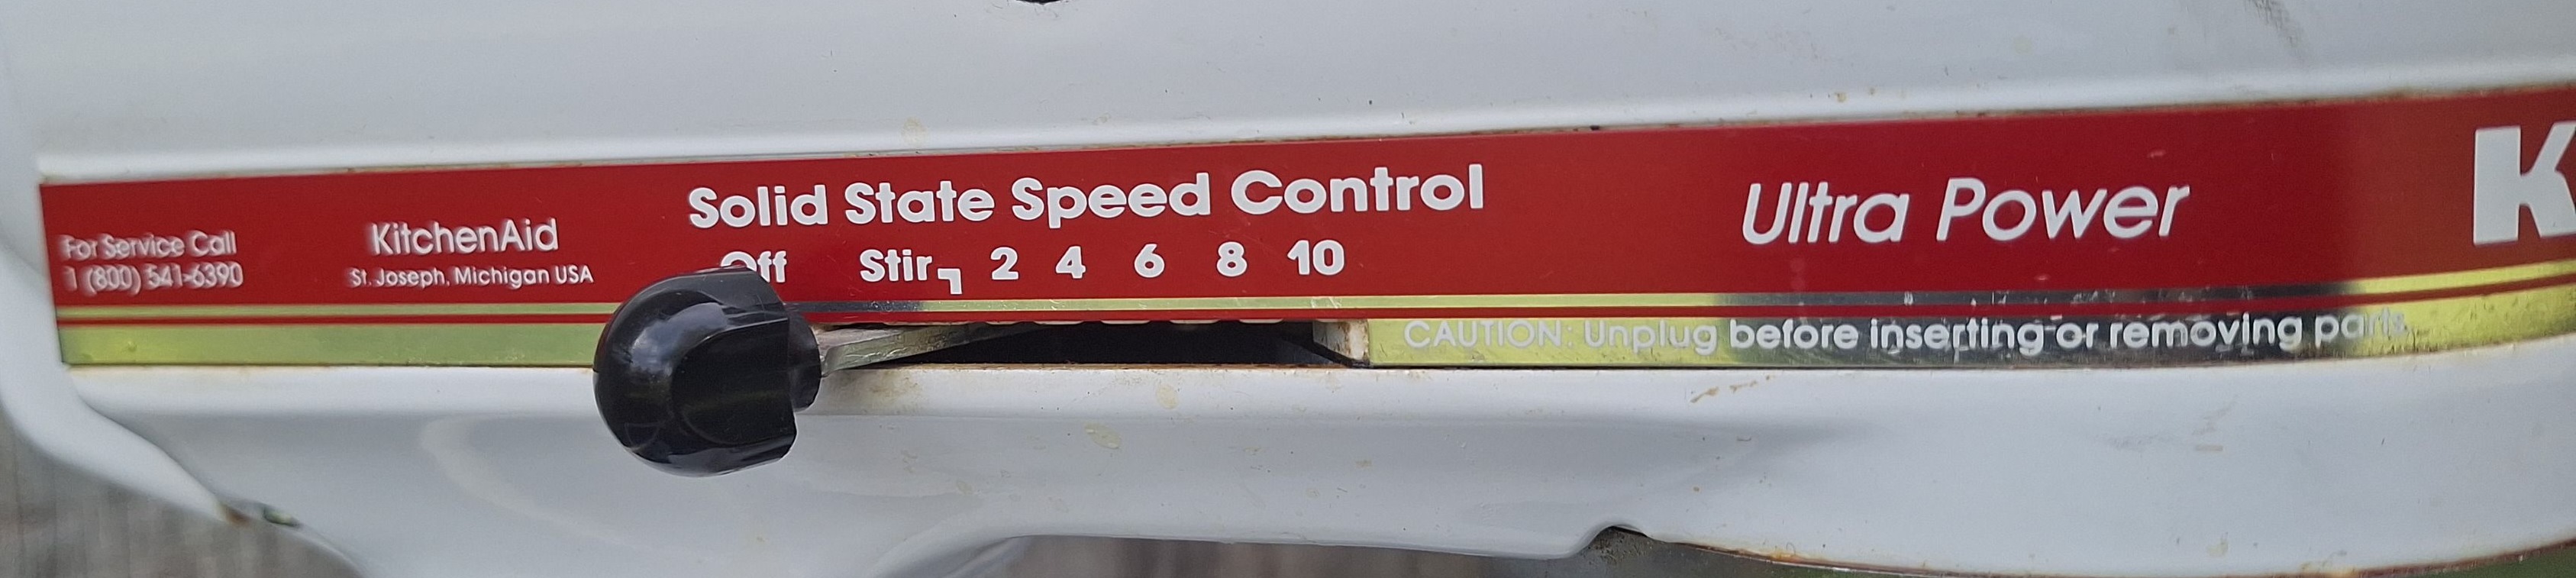 Solid State Speed Control
Off Stir 2 4 6 8 10
For Service Call
1 (800) 541-6390
KitchenAid
St. Joseph, Michigan USA
Ultra Power
K
CAUTION: Unplug before inserting or removing parts.